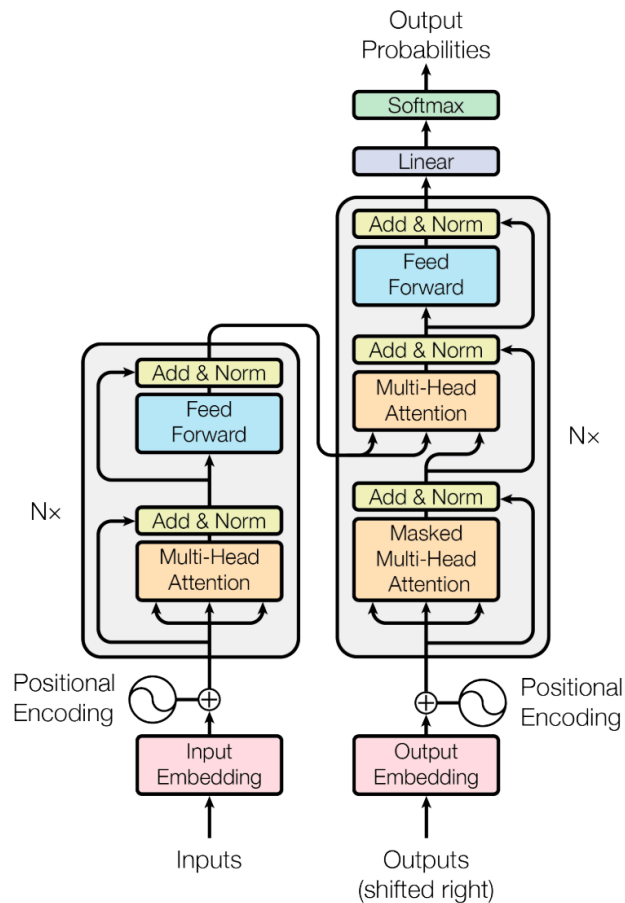 Output
Probabilities
Softmax
Linear
Add & Norm
Feed
Forward
Add & Norm
Multi-Head
Attention
Add & Norm
Masked
Multi-Head
Attention
Nx
Add & Norm
Feed
Forward
Add & Norm
Multi-Head
Attention
Nx
Positional
Encoding
Positional
Encoding
Input
Embedding
Output
Embedding
Inputs
Outputs
(shifted right)